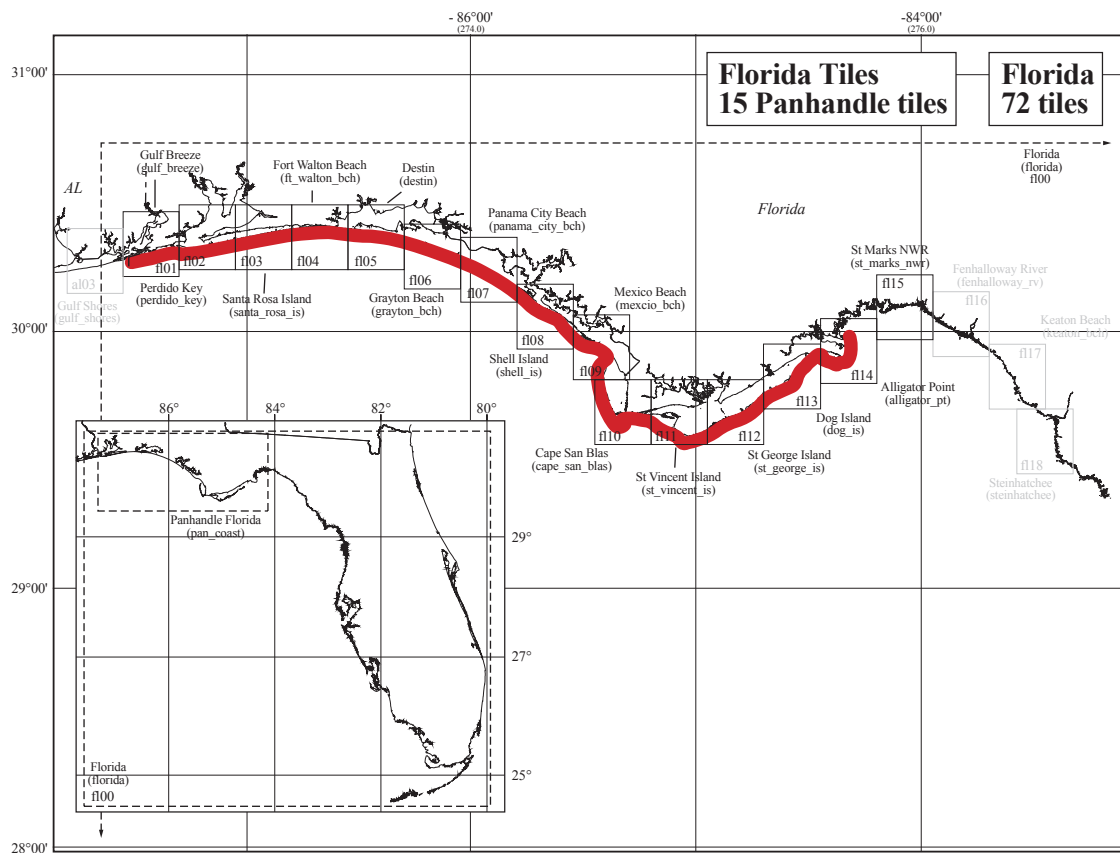 - 86°00'
(274.0)
- 84°00'
(276.0)
31°00'
Florida Tiles
15 Panhandle tiles
Florida
72 tiles
Florida
(florida)
fl00
AL
Gulf Breeze
(gulf_breeze)
Fort Walton Beach
(ft_walton_bch)
Destin
(destin)
Panama City Beach
(panama_city_bch)
Florida
St Marks NWR
(st_marks_nwr)
fl15
Fenhalloway River
(fenhalloway_rv)
fl16
Keaton Beach
(keaton_bch)
fl17
al03
Gulf Shores
(gulf_shores)
fl01
fl02
fl03
fl04
fl05
fl06
fl07
Perdido Key
(perdido_key)
Santa Rosa Island
(santa_rosa_is)
Grayton Beach
(grayton_bch)
Mexico Beach
(mexcio_bch)
30°00'
fl08
Shell Island
(shell_is)
fl09
fl14
Alligator Point
(alligator_pt)
fl13
Dog Island
(dog_is)
fl10
fl11
fl12
Cape San Blas
(cape_san_blas)
St Vincent Island
(st_vincent_is)
St George Island
(st_george_is)
fl18
Steinhatchee
(steinhatchee)
86°
84°
82°
80°
Panhandle Florida
(pan_coast)
29°
29°00'
27°
25°
Florida
(florida)
fl00
28°00'